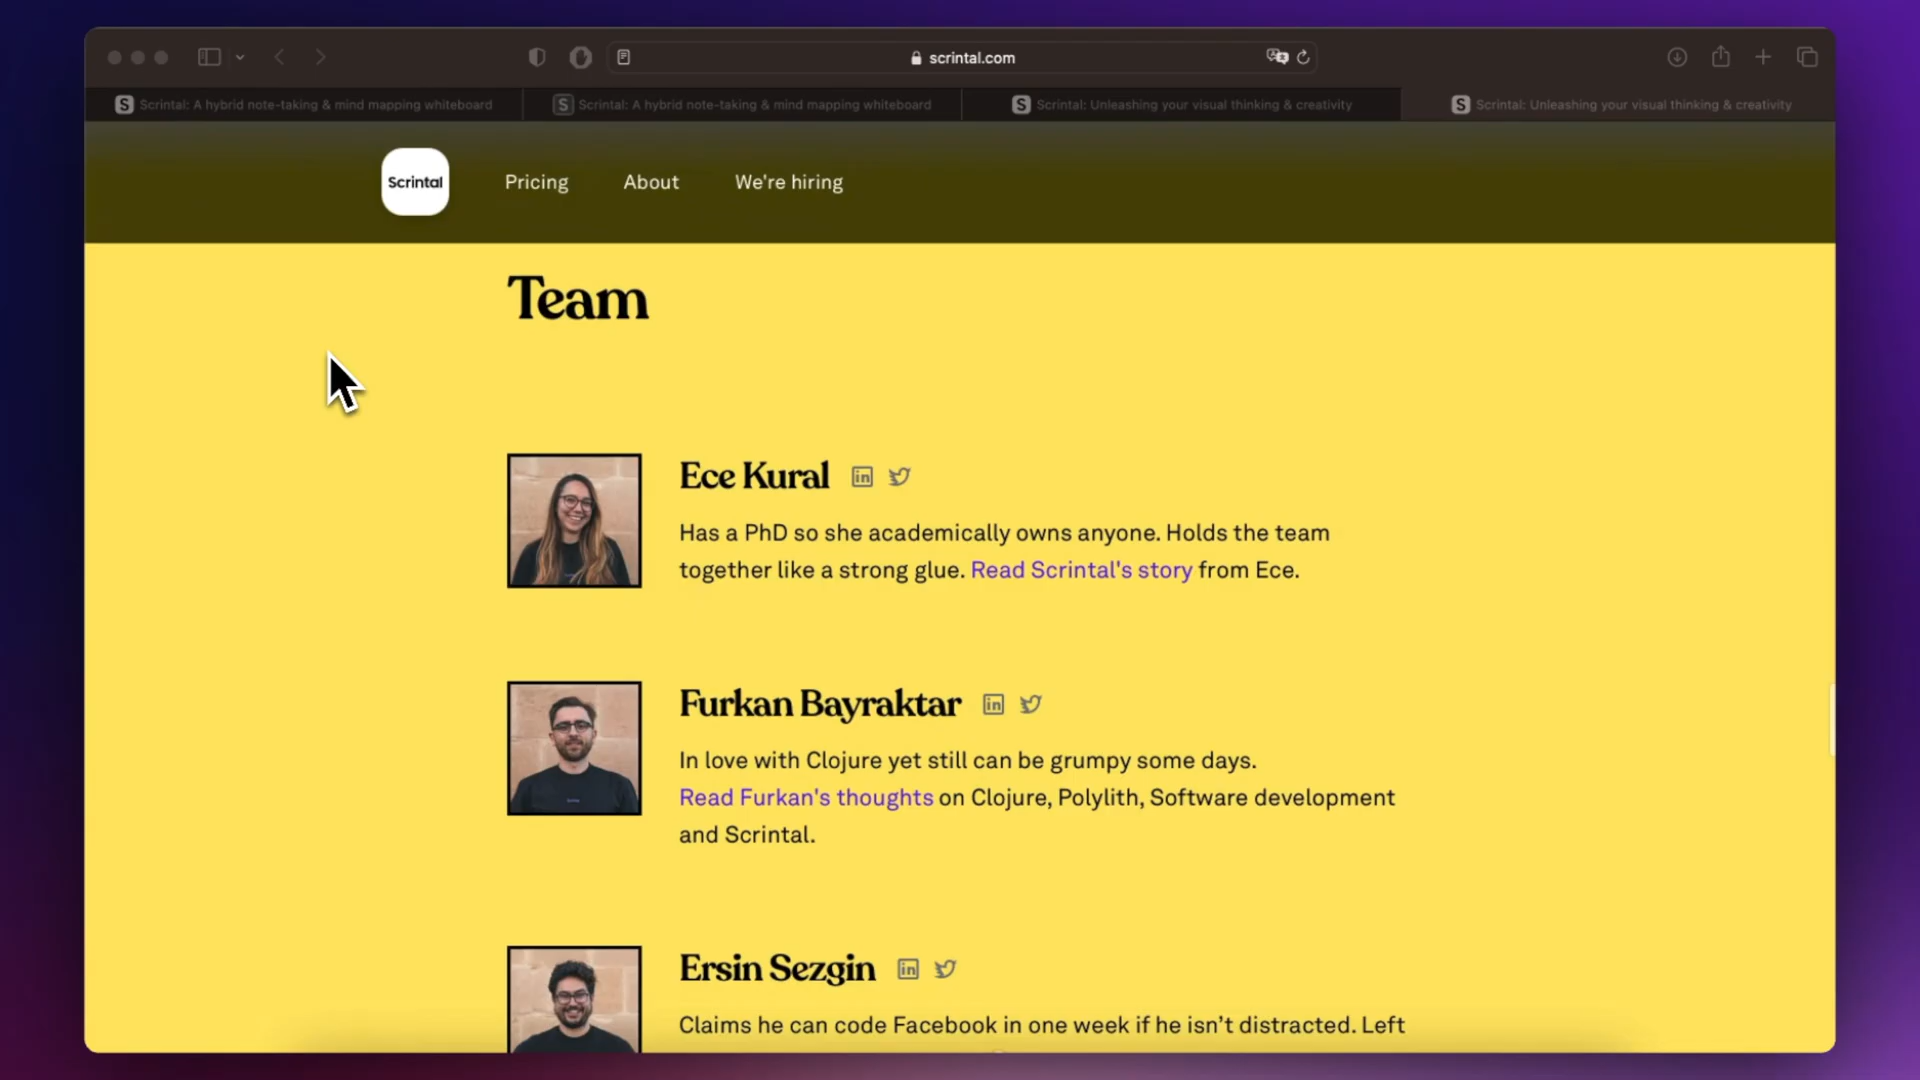 scrintal.com
Scrintal: A hybrid note-taking & mind mapping whiteboard
Scrintal: A hybrid note-taking & mind mapping whiteboard
Scrintal: Unleashing your visual thinking & creativity
Scrintal: Unleashing your visual thinking & creativity
Scrintal
Pricing
About
We're hiring
Team
Ece Kural
Has a PhD so she academically owns anyone. Holds the team
together like a strong glue. Read Scrintal's story from Ece.
Furkan Bayraktar
In love with Clojure yet still can be grumpy some days.
Read Furkan's thoughts on Clojure, Polylith, Software development
and Scrintal.
Ersin Sezgin
Claims he can code Facebook in one week if he isn’t distracted. Left